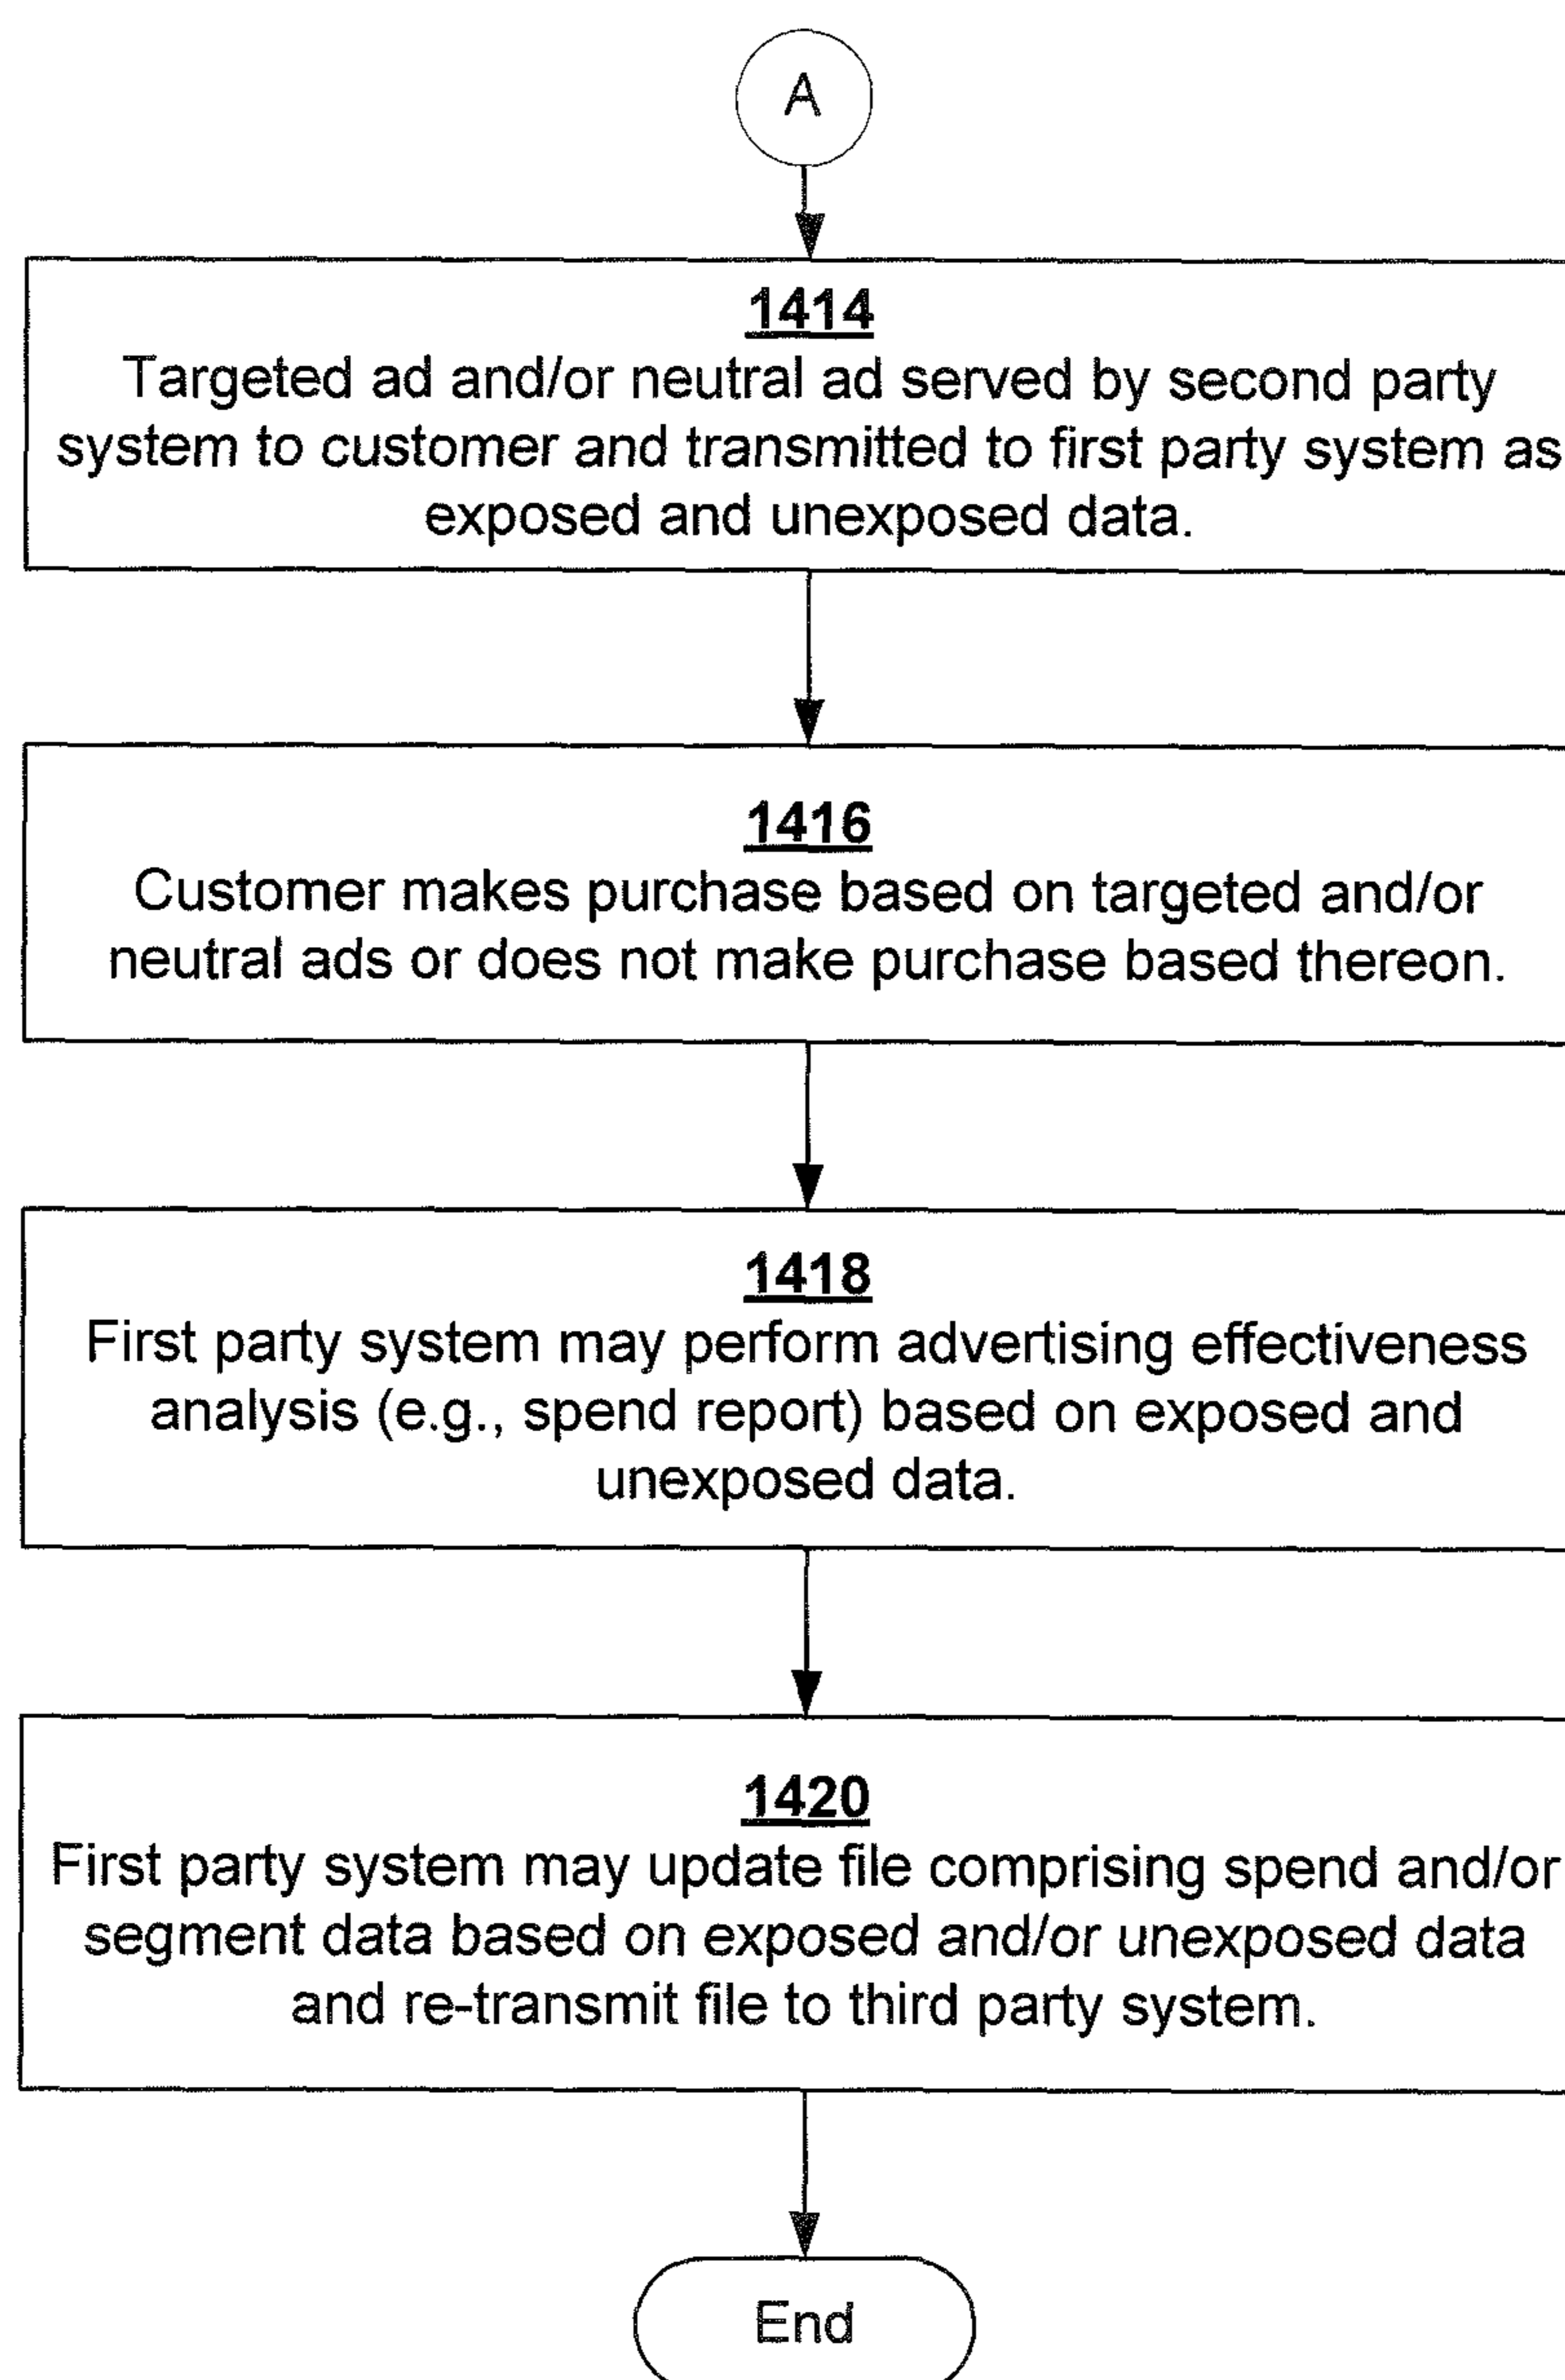 A
1414
Targeted ad and/or neutral ad served by second party
system to customer and transmitted to first party system as
exposed and unexposed data.
1416
Customer makes purchase based on targeted and/or
neutral ads or does not make purchase based thereon.
1418
First party system may perform advertising effectiveness
analysis (e.g., spend report) based on exposed and
unexposed data.
1420
First party system may update file comprising spend and/or
segment data based on exposed and/or unexposed data
and re-transmit file to third party system.
End